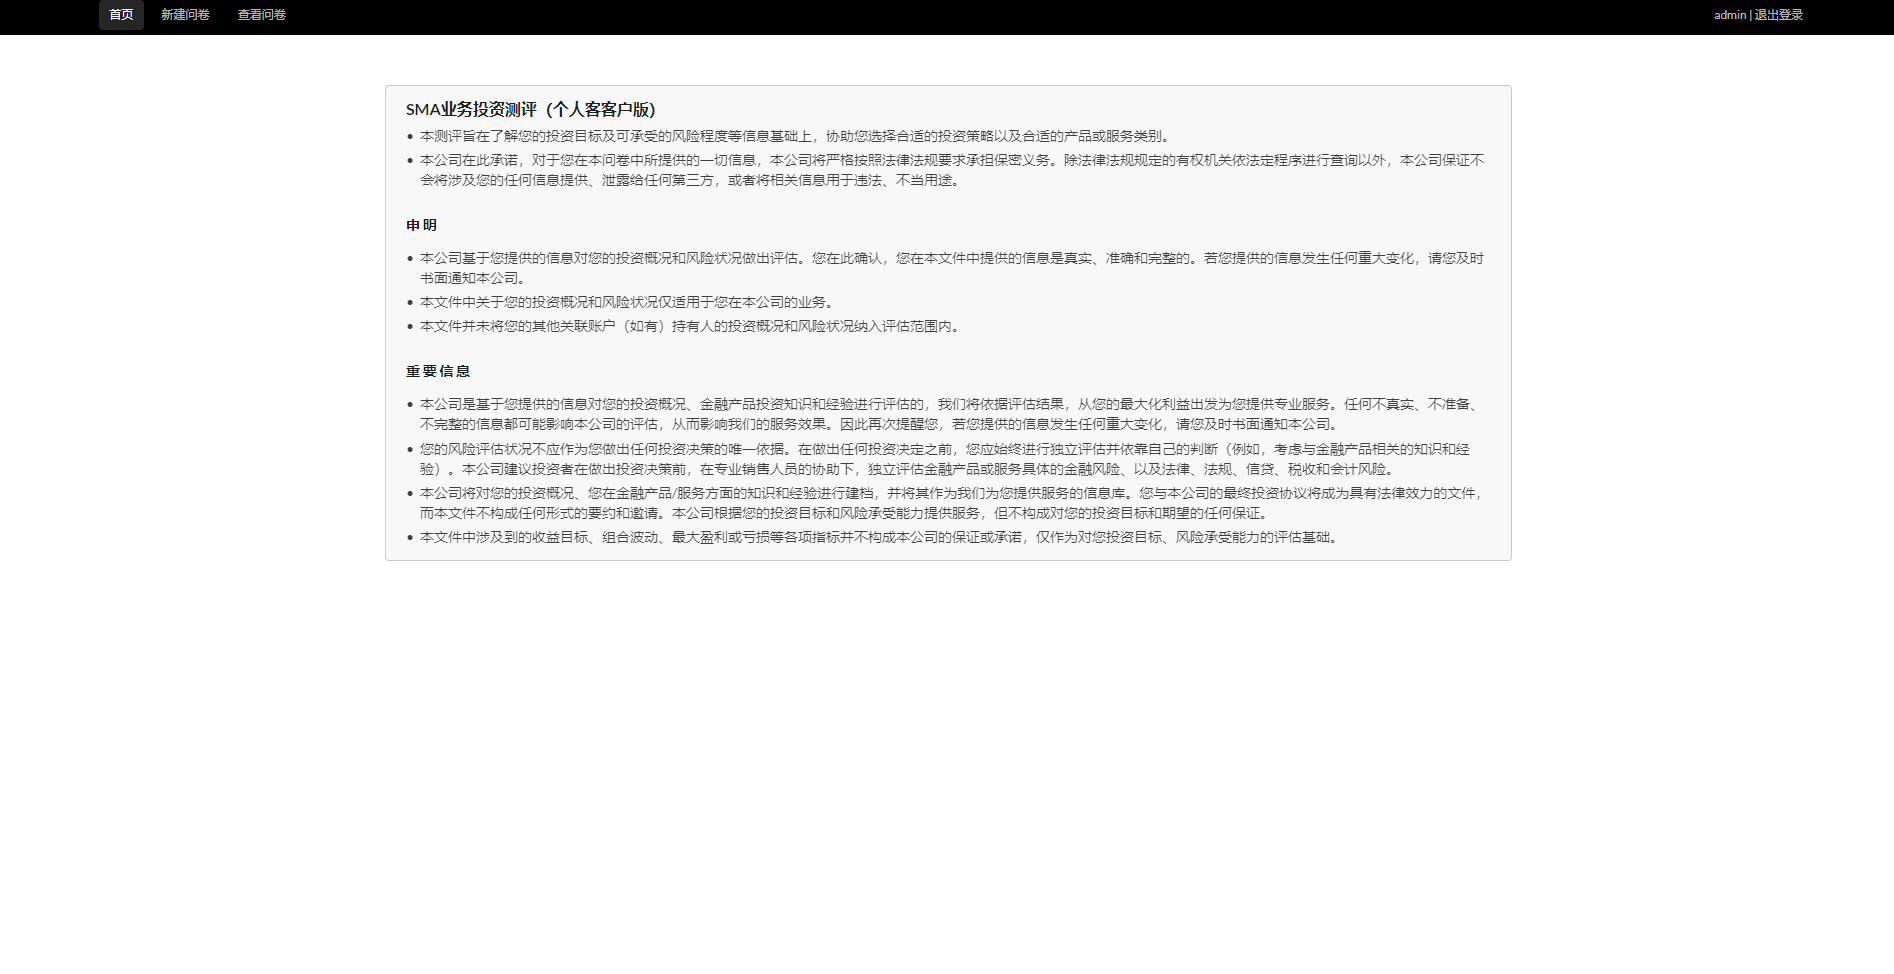 首页 新建问卷 查看问卷 admin | 退出登录
SMA业务投资测评（个人客客户版）
• 本测评旨在了解您的投资目标及可承受的风险程度等信息基础上，协助您选择合适的投资策略以及合适的产品或服务类别。
• 本公司在此承诺，对于您在本问卷中所提供的一切信息，本公司将严格按照法律法规要求承担保密义务。除法律法规规定的有权机关依法定程序进行查询以外，本公司保证不
会将涉及您的任何信息提供、泄露给任何第三方，或者将相关信息用于违法、不当用途。
申明
• 本公司基于您提供的信息对您的投资概况和风险状况做出评估。您在此确认，您在本文件中提供的信息是真实、准确和完整的。若您提供的信息发生任何重大变化，请您及时
书面通知本公司。
• 本文件中关于您的投资概况和风险状况仅适用于您在本公司的业务。
• 本文件并未将您的其他关联账户（如有）持有人的投资概况和风险状况纳入评估范围内。
重要信息
• 本公司是基于您提供的信息对您的投资概况、金融产品投资知识和经验进行评估的，我们将依据评估结果，从您的最大化利益出发为您提供专业服务。任何不真实、不准备、
不完整的信息都可能影响本公司的评估，从而影响我们的服务效果。因此再次提醒您，若您提供的信息发生任何重大变化，请您及时书面通知本公司。
• 您的风险评估状况不应作为您做出任何投资决策的唯一依据。在做出任何投资决定之前，您应始终进行独立评估并依靠自己的判断（例如，考虑与金融产品相关的知识和经
验）。本公司建议投资者在做出投资决策前，在专业销售人员的协助下，独立评估金融产品或服务具体的金融风险、以及法律、法规、信贷、税收和会计风险。
• 本公司将对您的投资概况、您在金融产品/服务方面的知识和经验进行建档，并将其作为我们为您提供服务的信息库。您与本公司的最终投资协议将成为具有法律效力的文件，
而本文件不构成任何形式的要约和邀请。本公司根据您的投资目标和风险承受能力提供服务，但不构成对您的投资目标和期望的任何保证。
• 本文件中涉及到的收益目标、组合波动、最大盈利或亏损等各项指标并不构成本公司的保证或承诺，仅作为对您投资目标、风险承受能力的评估基础。